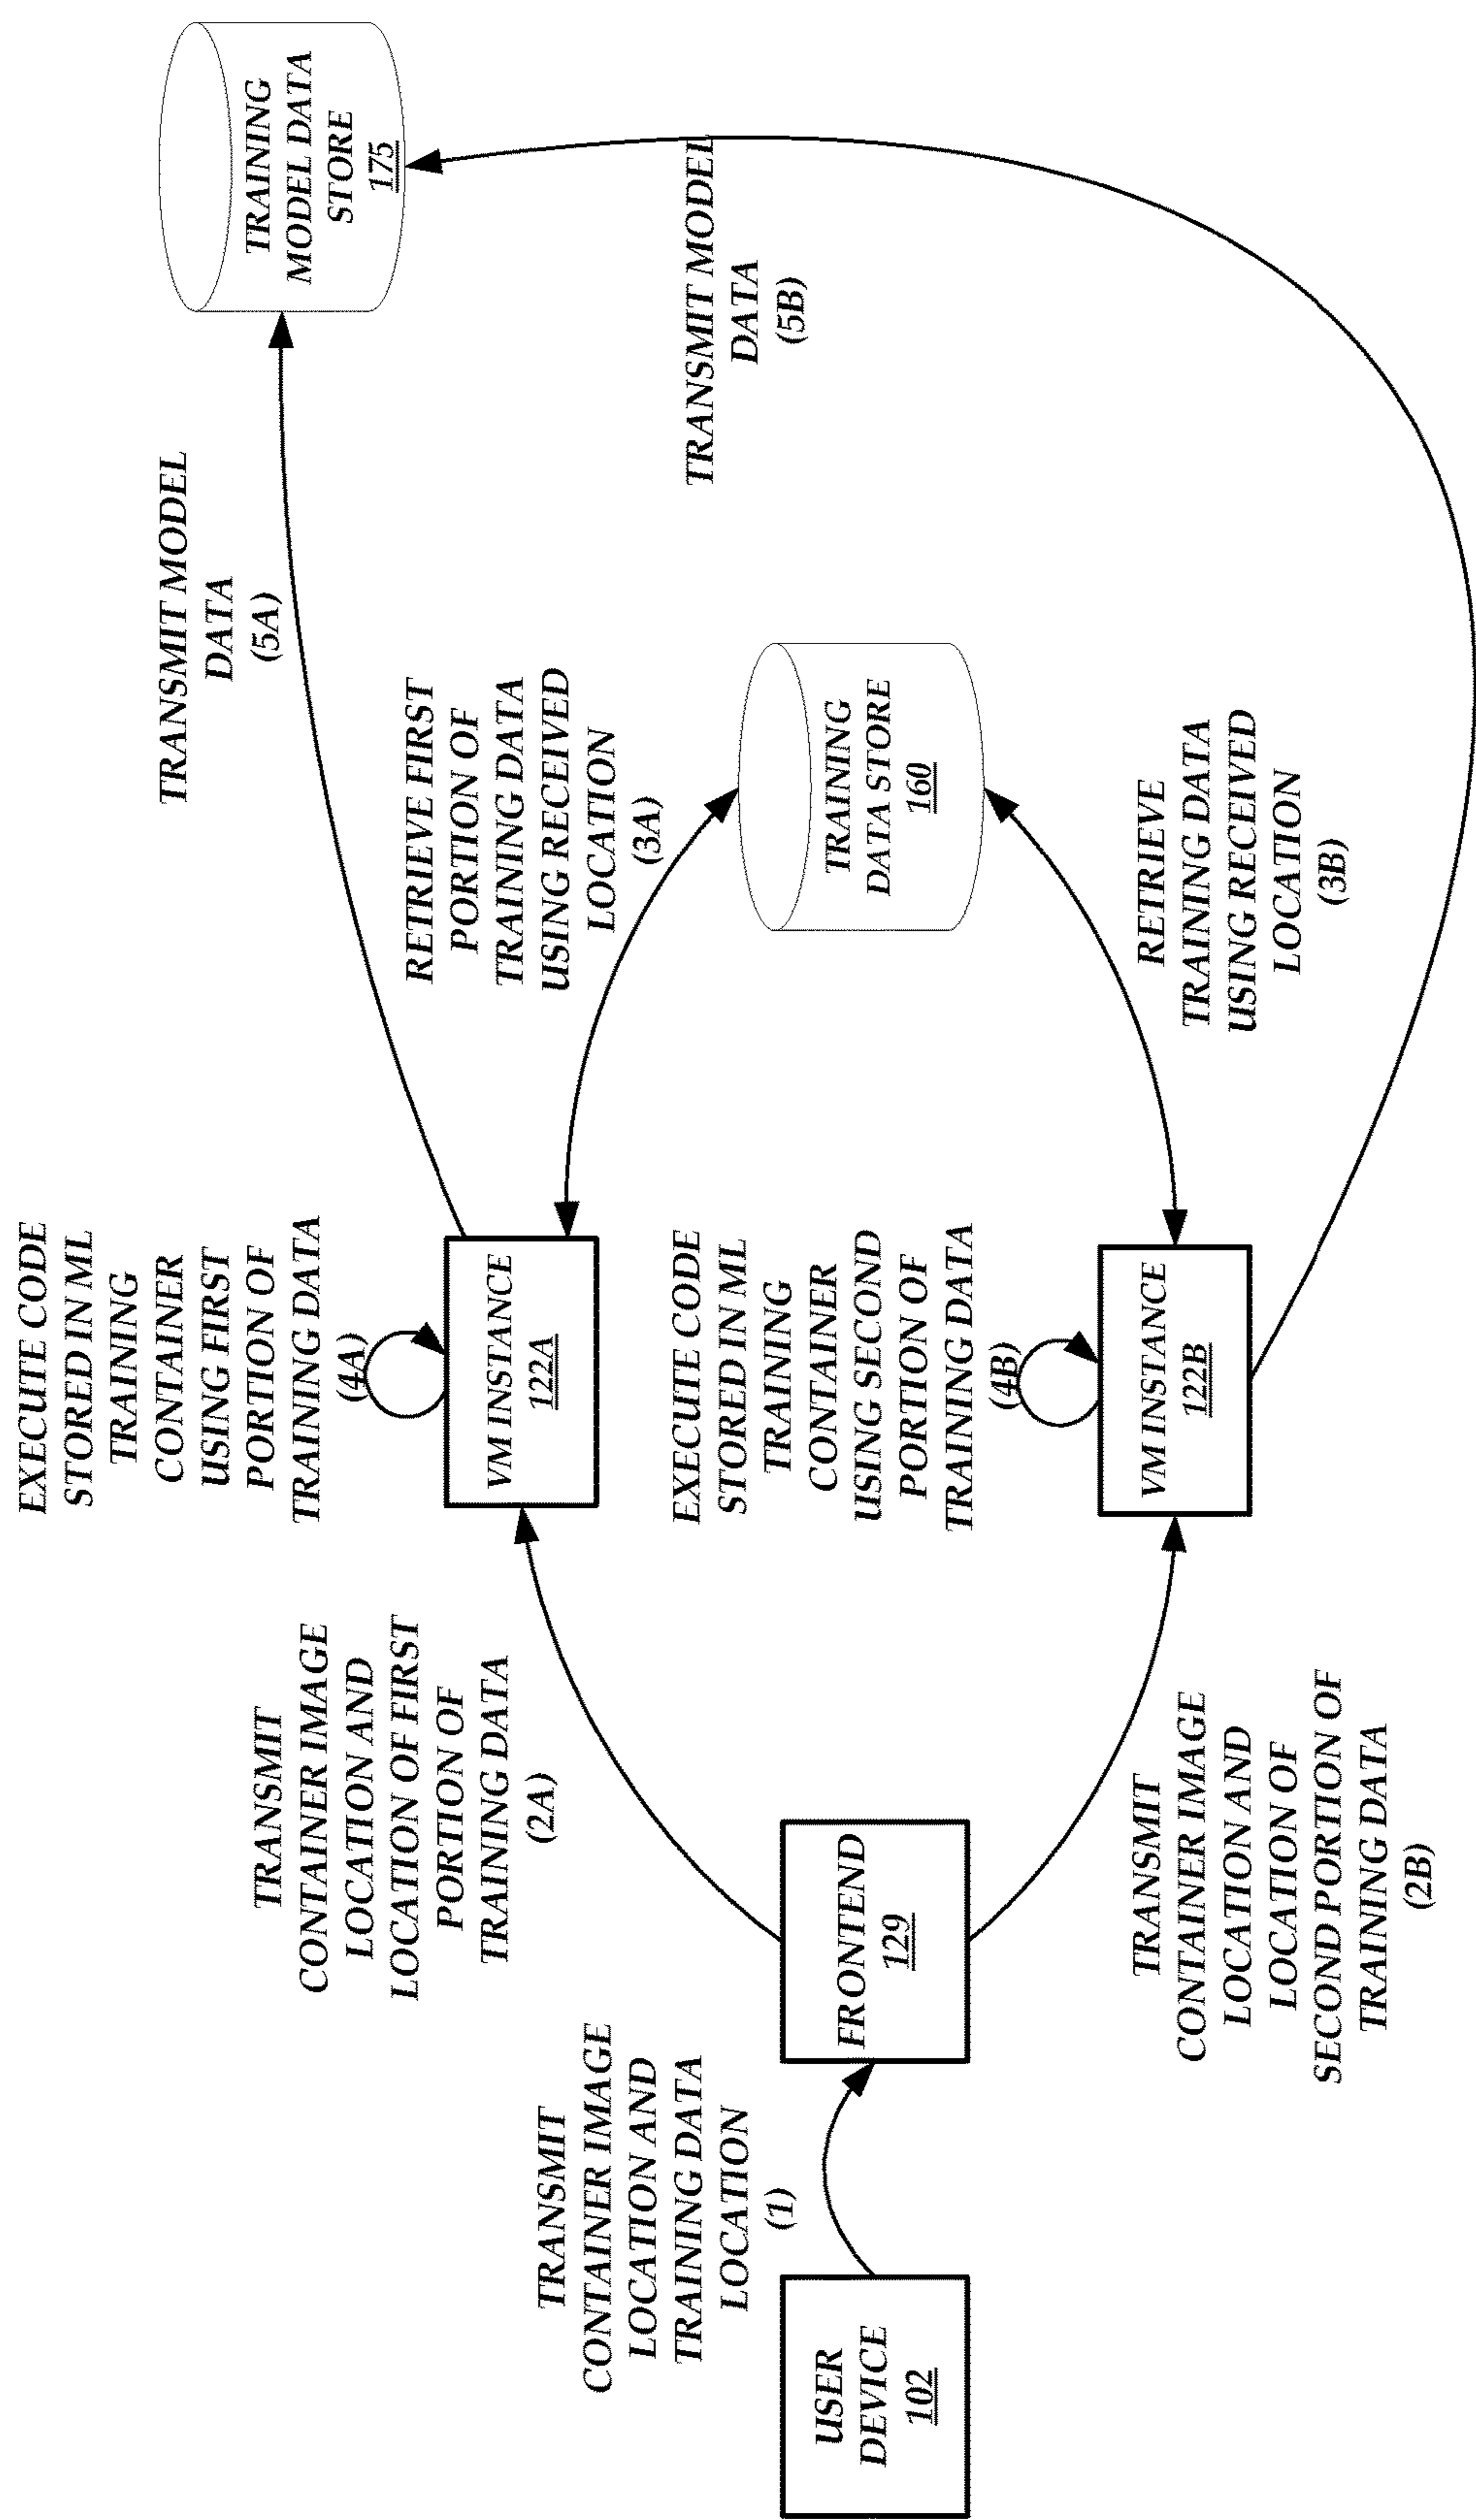 USER
DEVICE
102
TRANSMIT
CONTAINER IMAGE
LOCATION AND
TRAINING DATA
LOCATION
(1)
FRONTEND
129
TRANSMIT
CONTAINER IMAGE
LOCATION AND
LOCATION OF FIRST
PORTION OF
TRAINING DATA
(2A)
TRANSMIT
CONTAINER IMAGE
LOCATION AND
LOCATION OF
SECOND PORTION OF
TRAINING DATA
(2B)
EXECUTE CODE
STORED IN ML
TRAINING
CONTAINER
USING FIRST
PORTION OF
TRAINING DATA
(4A)
VM INSTANCE
122A
EXECUTE CODE
STORED IN ML
TRAINING
CONTAINER
USING SECOND
PORTION OF
TRAINING DATA
(4B)
VM INSTANCE
122B
RETRIEVE FIRST
PORTION OF
TRAINING DATA
USING RECEIVED
LOCATION
(3A)
TRAINING
DATA STORE
160
RETRIEVE
TRAINING DATA
USING RECEIVED
LOCATION
(3B)
TRANSMIT MODEL
DATA
(5A)
TRANSMIT MODEL
DATA
(5B)
TRAINING
MODEL DATA
STORE
175